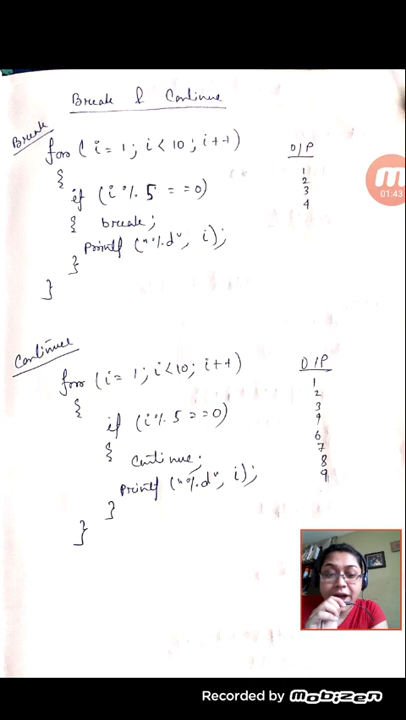 Break & Continue
Break
for ( i = 1 ; i < 10 ; i++)
{
if ( i % 5 = = 0)
{ break ;
printf ("%d", i);
}
}
O/P
1
2
3
4
01:43
Continue
for (i = 1 ; i < 10 ; i++)
{
if (i % 5 = = 0)
{
continue ;
printf ("%d", i);
}
}
O/P
1
2
3
4
6
7
8
9
Recorded by Mobizen